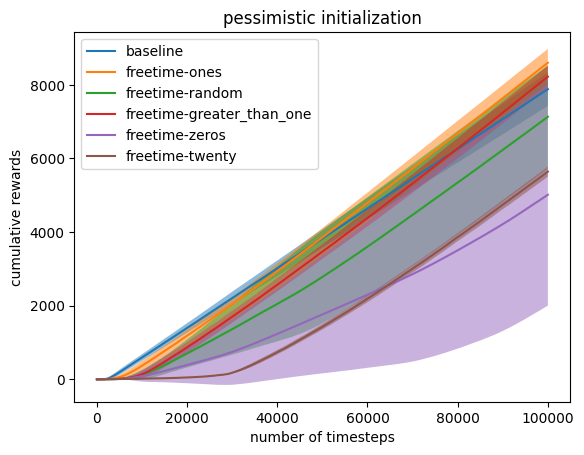 pessimistic initialization
baseline
freetime-ones
freetime-random
freetime-greater_than_one
freetime-zeros
freetime-twenty
cumulative rewards
8000
6000
4000
2000
0
0
20000
40000
60000
80000
100000
number of timesteps